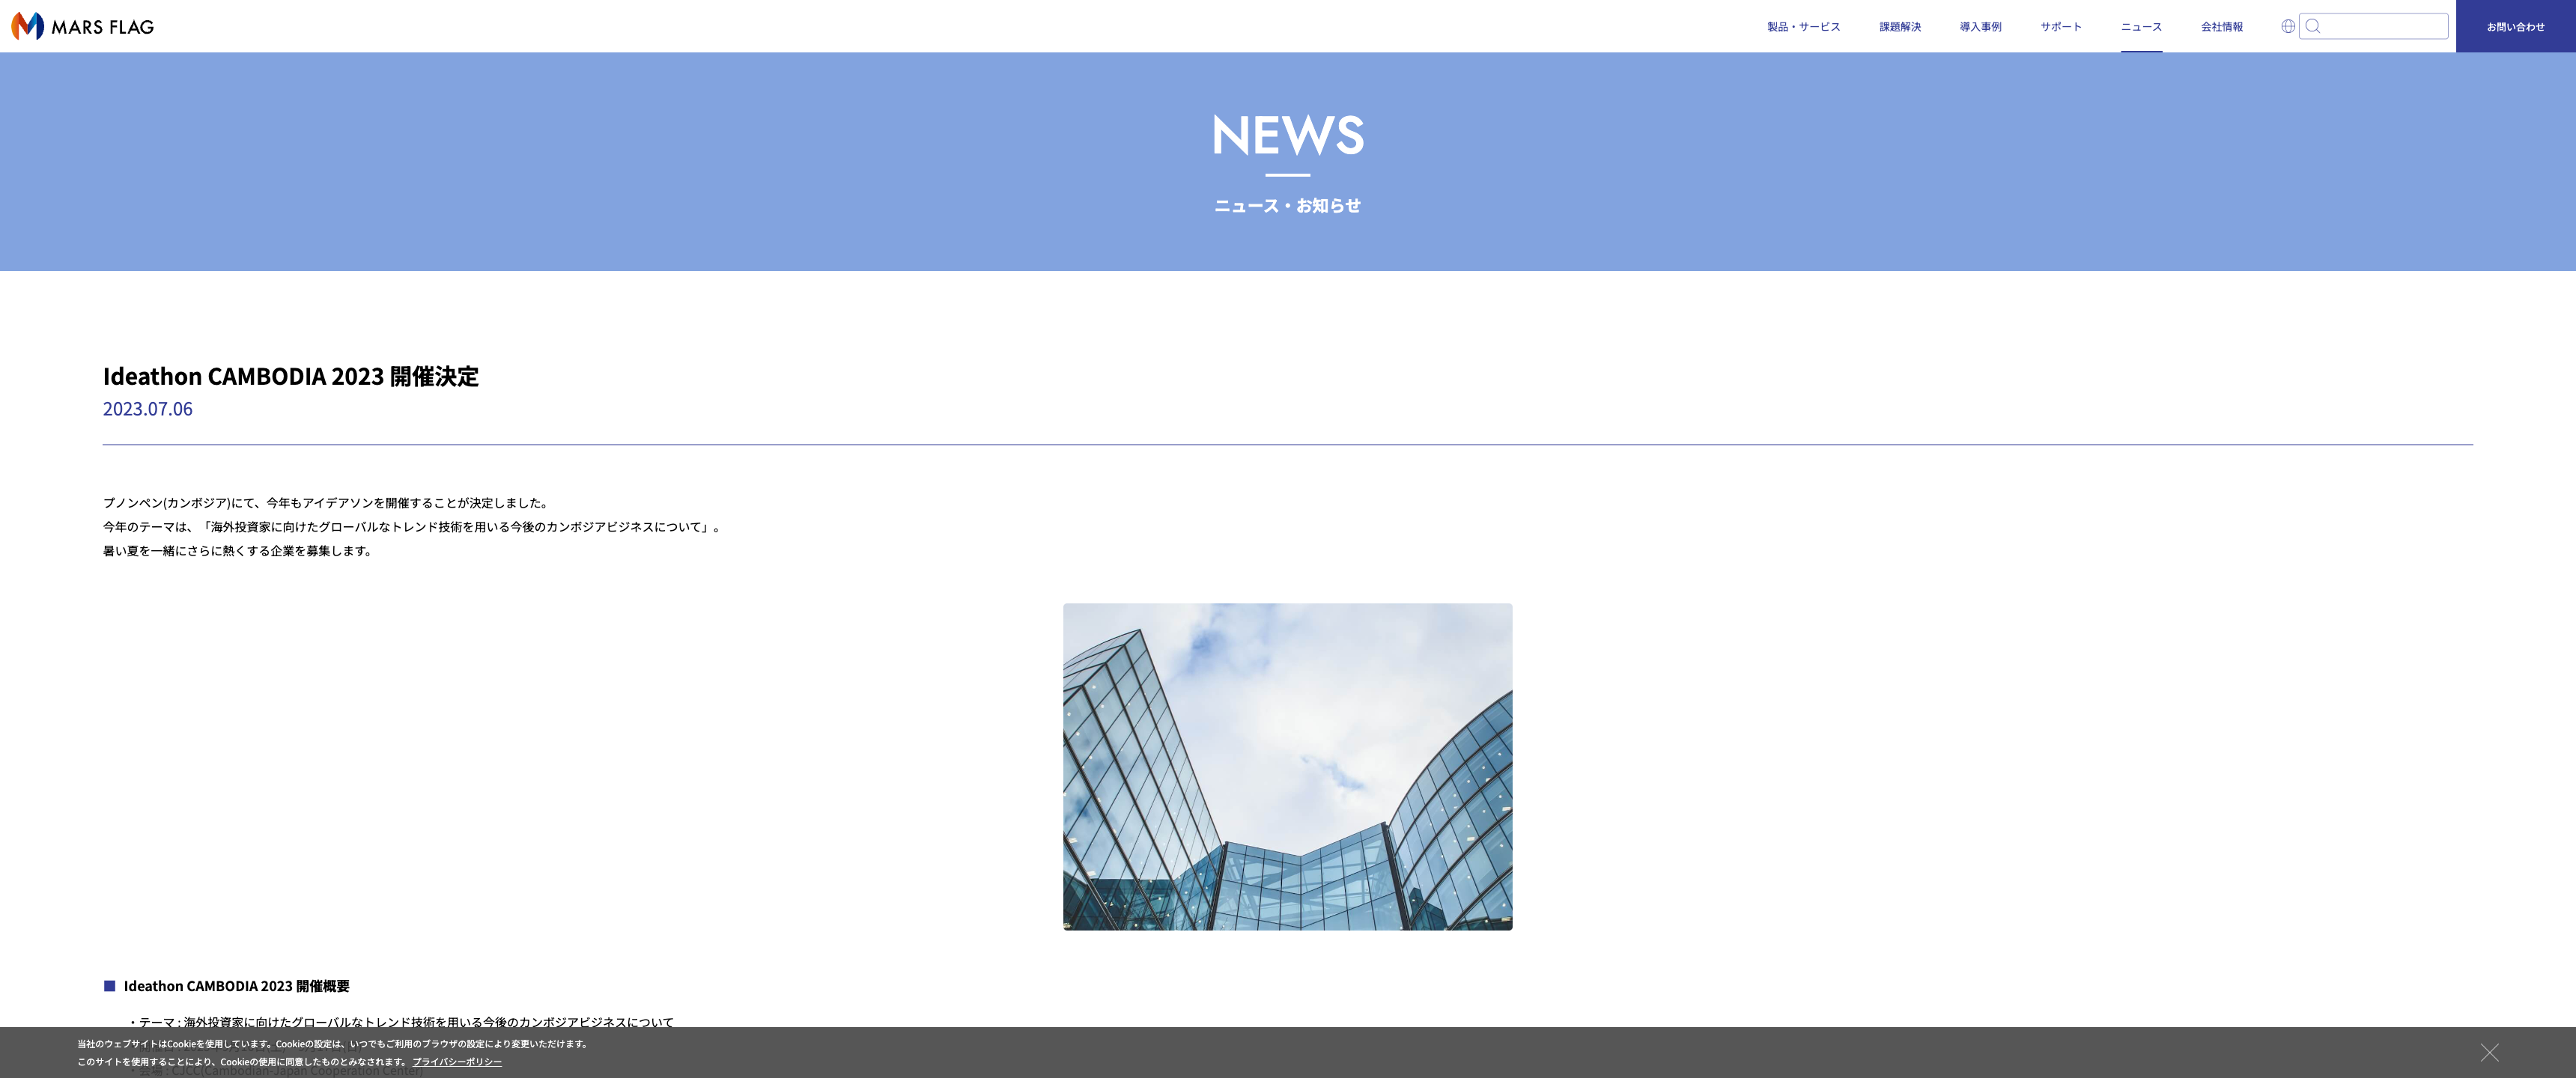 MARS FLAG
製品・サービス
課題解決
導入事例
サポート
ニュース
会社情報
お問い合わせ
NEWS
ニュース・お知らせ
Ideathon CAMBODIA 2023 開催決定
2023.07.06
プノンペン(カンボジア)にて、今年もアイデアソンを開催することが決定しました。
今年のテーマは、「海外投資家に向けたグローバルなトレンド技術を用いる今後のカンボジアビジネスについて」。
暑い夏を一緒にさらに熱くする企業を募集します。
■ Ideathon CAMBODIA 2023 開催概要
・テーマ : 海外投資家に向けたグローバルなトレンド技術を用いる今後のカンボジアビジネスについて
当社のウェブサイトはCookieを使用しています。Cookieの設定は、いつでもご利用のブラウザの設定により変更いただけます。
このサイトを使用することにより、Cookieの使用に同意したものとみなされます。 プライバシーポリシー
・会場 : CJCC(Cambodian-Japan Cooperation Center)